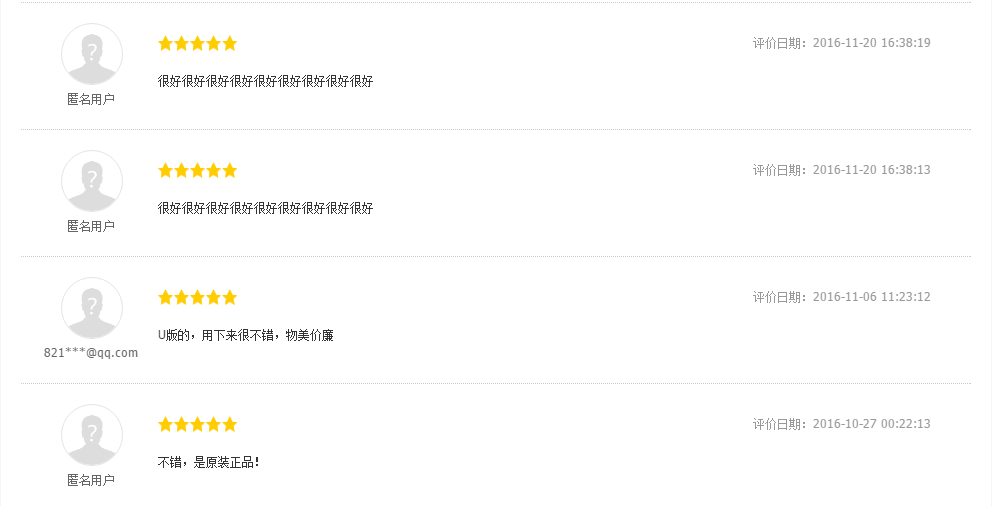 评价日期：2016-11-20 16:38:19
很好很好很好很好很好很好很好很好很好
匿名用户
评价日期：2016-11-20 16:38:13
很好很好很好很好很好很好很好很好很好
匿名用户
评价日期：2016-11-06 11:23:12
U版的，用下来很不错，物美价廉
821***@qq.com
评价日期：2016-10-27 00:22:13
不错，是原装正品！
匿名用户